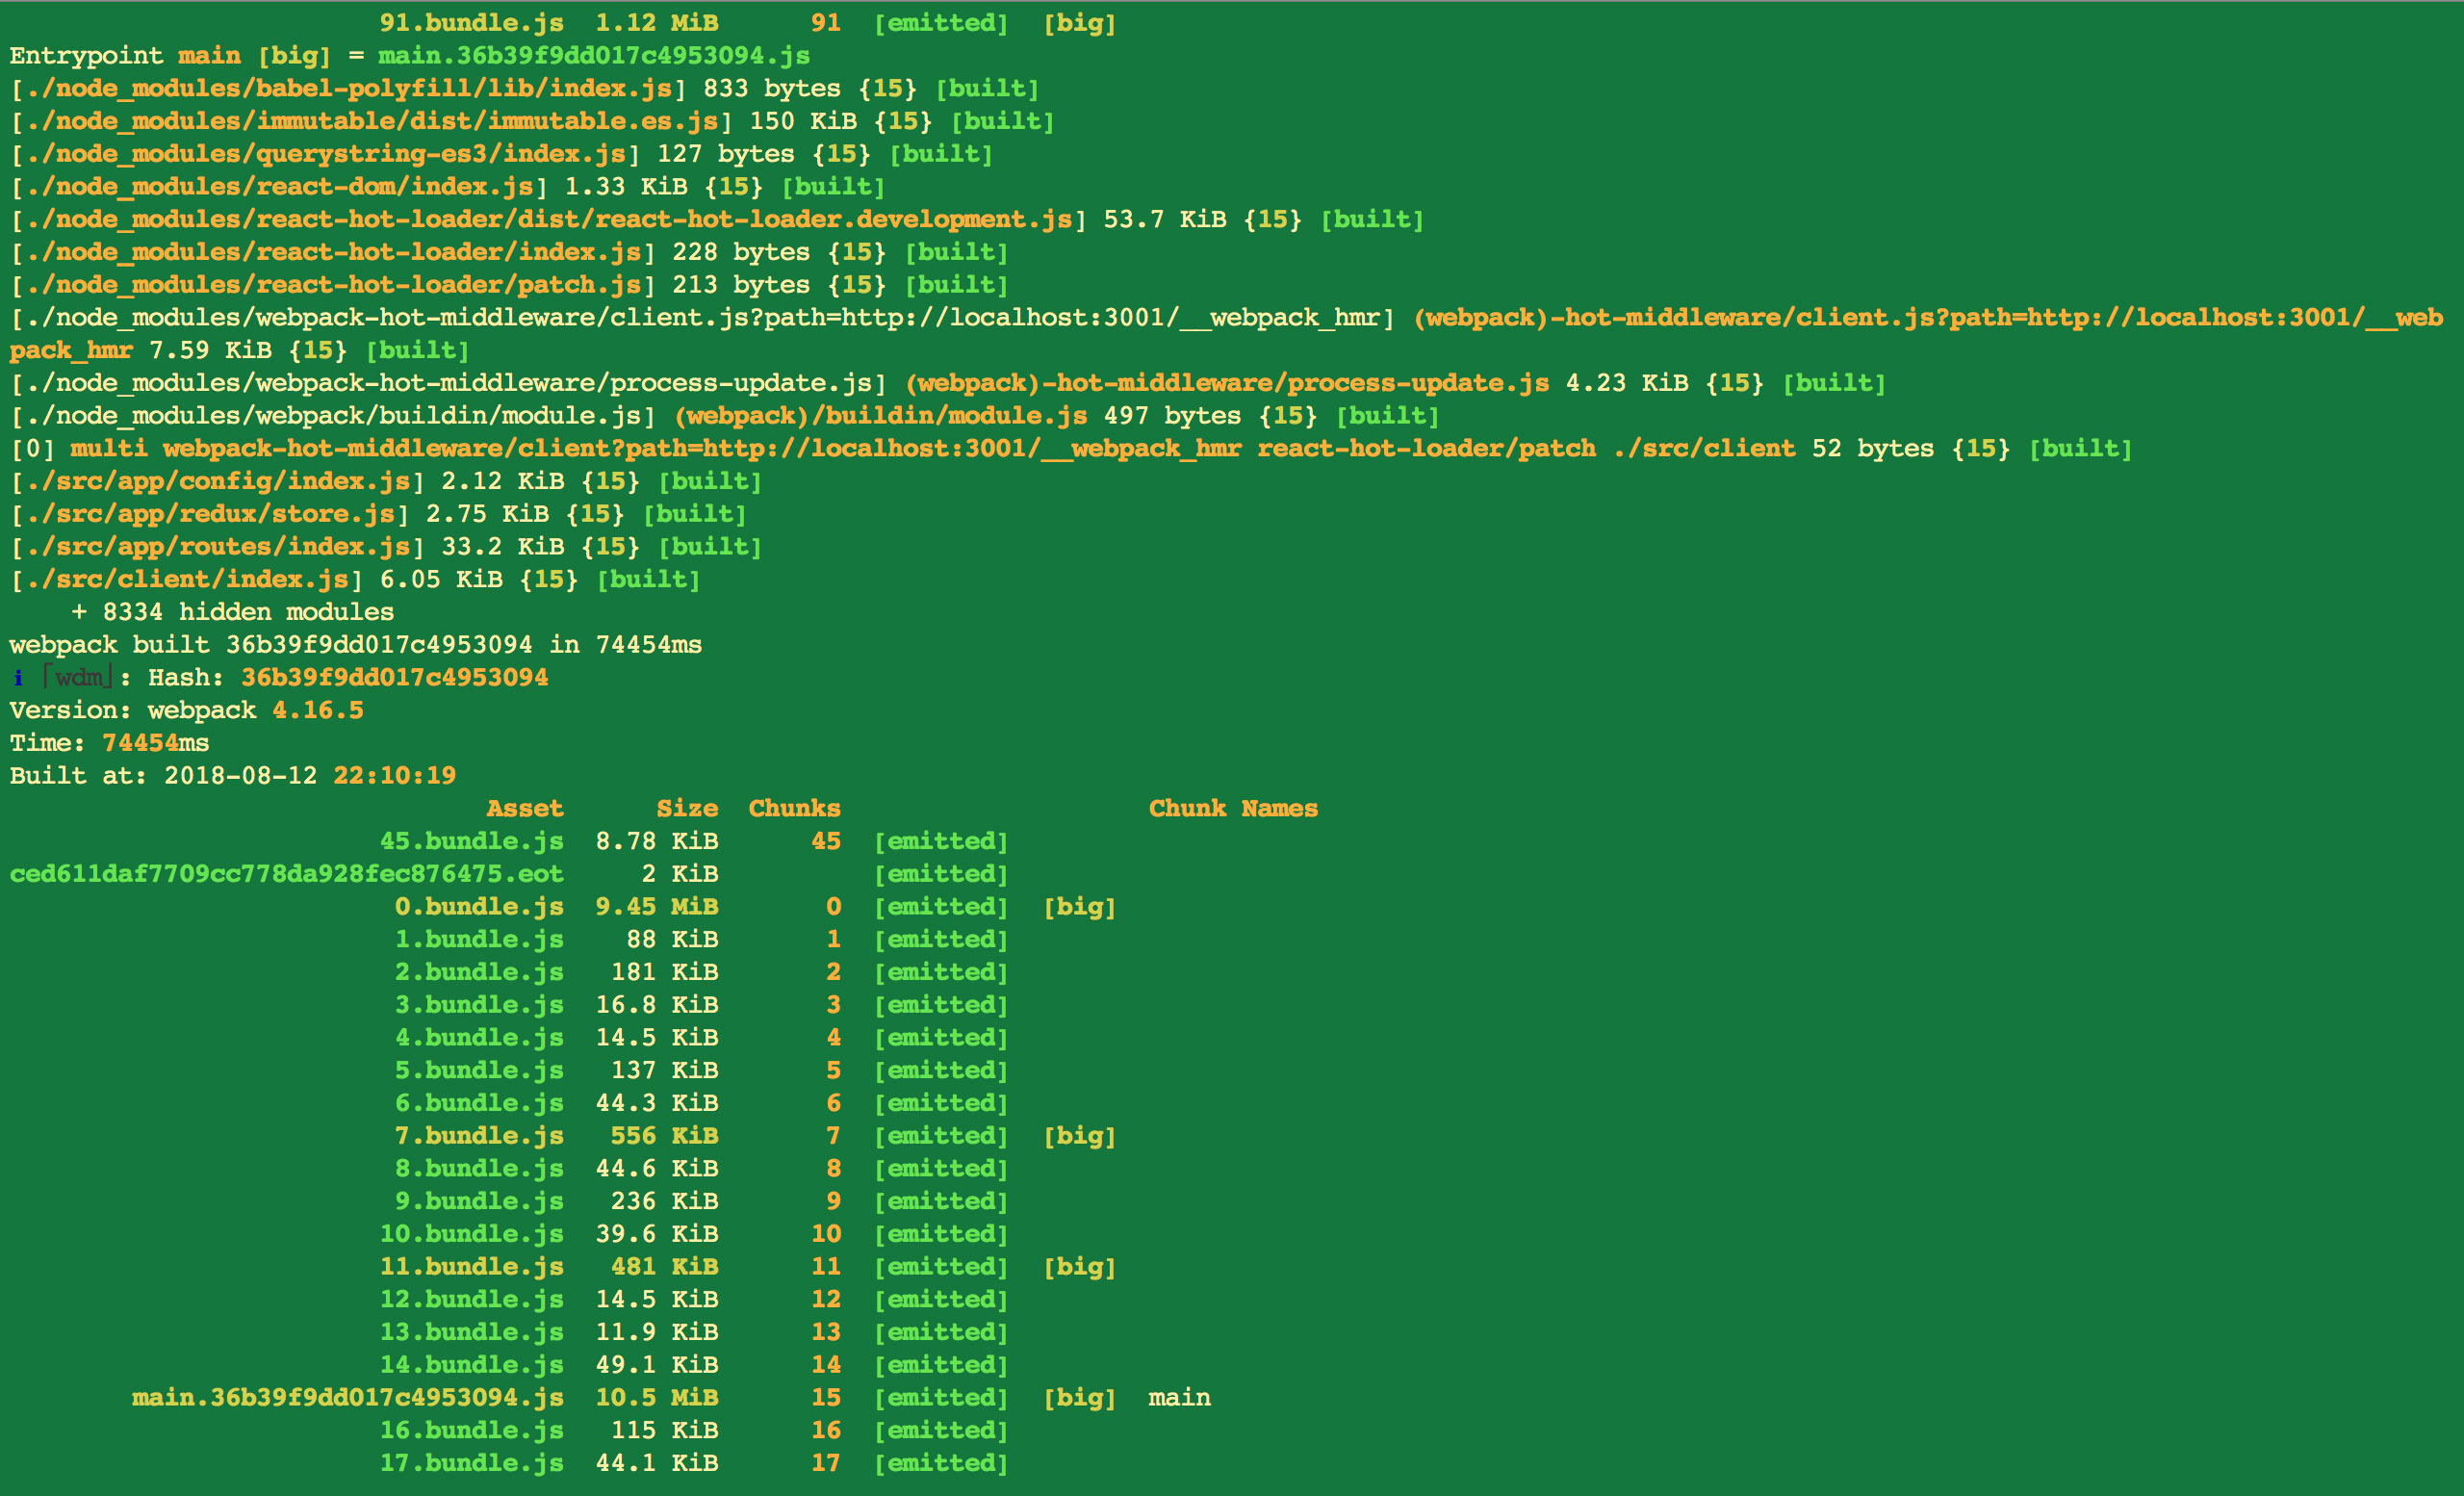 91.bundle.js 1.12 MiB 91 [emitted] [big]
Entrypoint main [big] = main.36b39f9dd017c4953094.js
[./node_modules/babel-polyfill/lib/index.js] 833 bytes {15} [built]
[./node_modules/immutable/dist/immutable.es.js] 150 KiB {15} [built]
[./node_modules/querystring-es3/index.js] 127 bytes {15} [built]
[./node_modules/react-dom/index.js] 1.33 KiB {15} [built]
[./node_modules/react-hot-loader/dist/react-hot-loader.development.js] 53.7 KiB {15} [built]
[./node_modules/react-hot-loader/index.js] 228 bytes {15} [built]
[./node_modules/react-hot-loader/patch.js] 213 bytes {15} [built]
[./node_modules/webpack-hot-middleware/client.js?path=http://localhost:3001/__webpack_hmr] (webpack)-hot-middleware/client.js?path=http://localhost:3001/__web
pack_hmr 7.59 KiB {15} [built]
[./node_modules/webpack-hot-middleware/process-update.js] (webpack)-hot-middleware/process-update.js 4.23 KiB {15} [built]
[./node_modules/webpack/buildin/module.js] (webpack)/buildin/module.js 497 bytes {15} [built]
[0] multi webpack-hot-middleware/client?path=http://localhost:3001/__webpack_hmr react-hot-loader/patch ./src/client 52 bytes {15} [built]
[./src/app/config/index.js] 2.12 KiB {15} [built]
[./src/app/redux/store.js] 2.75 KiB {15} [built]
[./src/app/routes/index.js] 33.2 KiB {15} [built]
[./src/client/index.js] 6.05 KiB {15} [built]
+ 8334 hidden modules
webpack built 36b39f9dd017c4953094 in 74454ms
i ⌈wdm⌋: Hash: 36b39f9dd017c4953094
Version: webpack 4.16.5
Time: 74454ms
Built at: 2018-08-12 22:10:19
Asset Size Chunks Chunk Names
45.bundle.js 8.78 KiB 45 [emitted]
ced611daf7709cc778da928fec876475.eot 2 KiB [emitted]
0.bundle.js 9.45 MiB 0 [emitted] [big]
1.bundle.js 88 KiB 1 [emitted]
2.bundle.js 181 KiB 2 [emitted]
3.bundle.js 16.8 KiB 3 [emitted]
4.bundle.js 14.5 KiB 4 [emitted]
5.bundle.js 137 KiB 5 [emitted]
6.bundle.js 44.3 KiB 6 [emitted]
7.bundle.js 556 KiB 7 [emitted] [big]
8.bundle.js 44.6 KiB 8 [emitted]
9.bundle.js 236 KiB 9 [emitted]
10.bundle.js 39.6 KiB 10 [emitted]
11.bundle.js 481 KiB 11 [emitted] [big]
12.bundle.js 14.5 KiB 12 [emitted]
13.bundle.js 11.9 KiB 13 [emitted]
14.bundle.js 49.1 KiB 14 [emitted]
main.36b39f9dd017c4953094.js 10.5 MiB 15 [emitted] [big] main
16.bundle.js 115 KiB 16 [emitted]
17.bundle.js 44.1 KiB 17 [emitted]